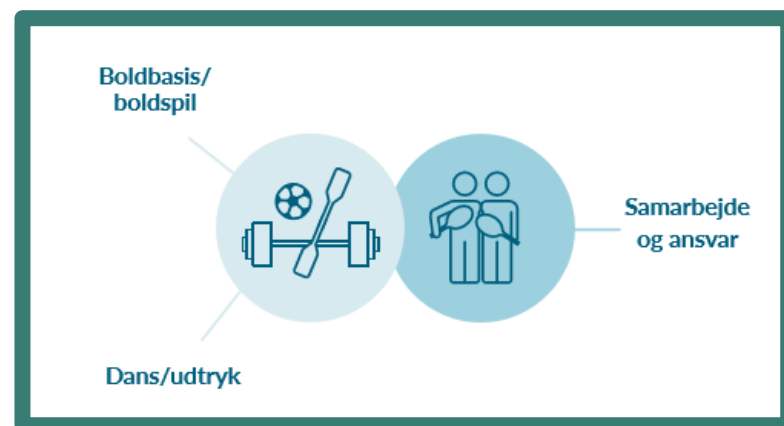 Boldbasis/
boldspil
Samarbejde
og ansvar
Dans/udtryk